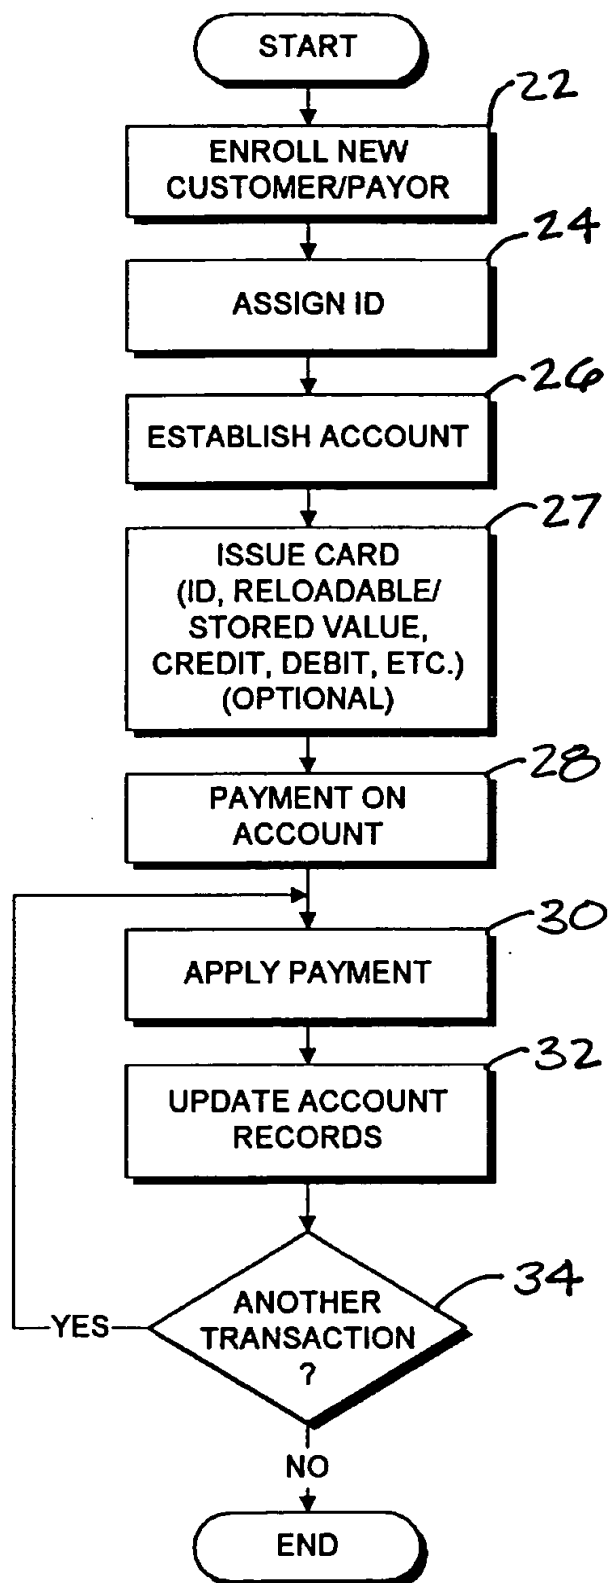 START
22
ENROLL NEW
CUSTOMER/PAYOR
24
ASSIGN ID
26
ESTABLISH ACCOUNT
27
ISSUE CARD
(ID, RELOADABLE/
STORED VALUE,
CREDIT, DEBIT, ETC.)
(OPTIONAL)
28
PAYMENT ON
ACCOUNT
30
APPLY PAYMENT
32
UPDATE ACCOUNT
RECORDS
34
ANOTHER
TRANSACTION
?
YES
NO
END